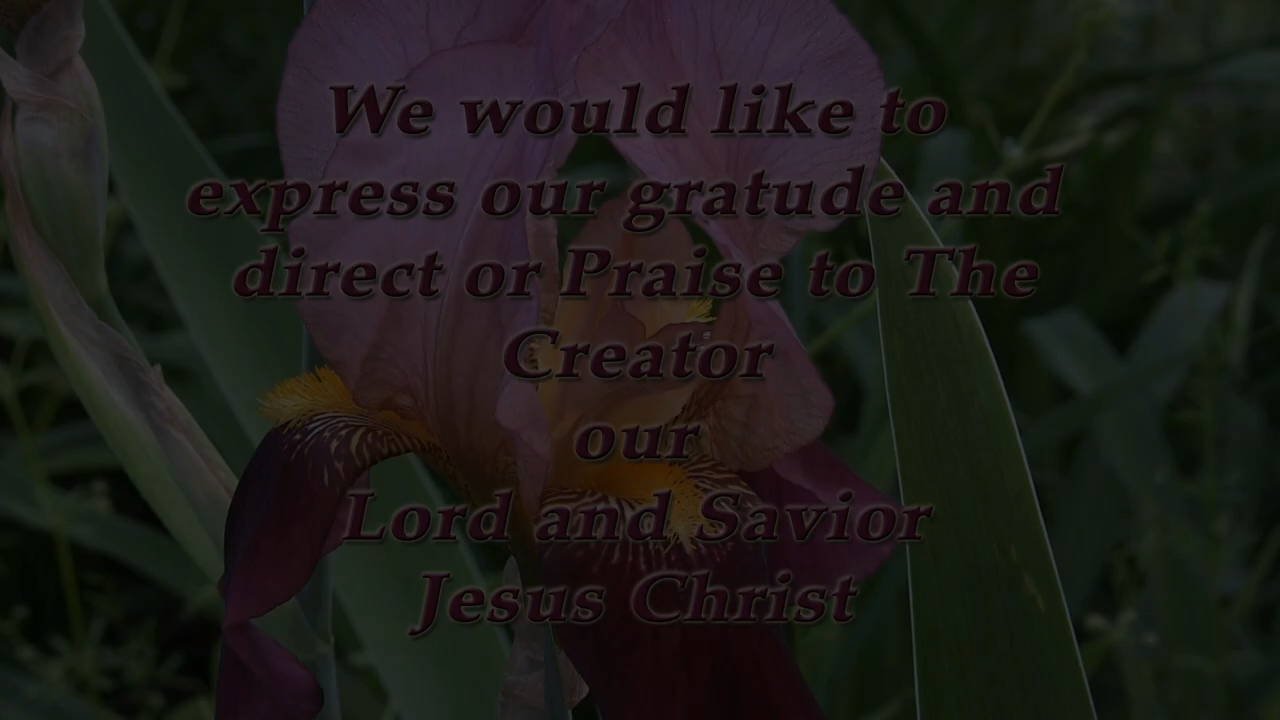 We would like to
express our gratude and
direct or Praise to The
Creator
our
Lord and Savior
Jesus Christ